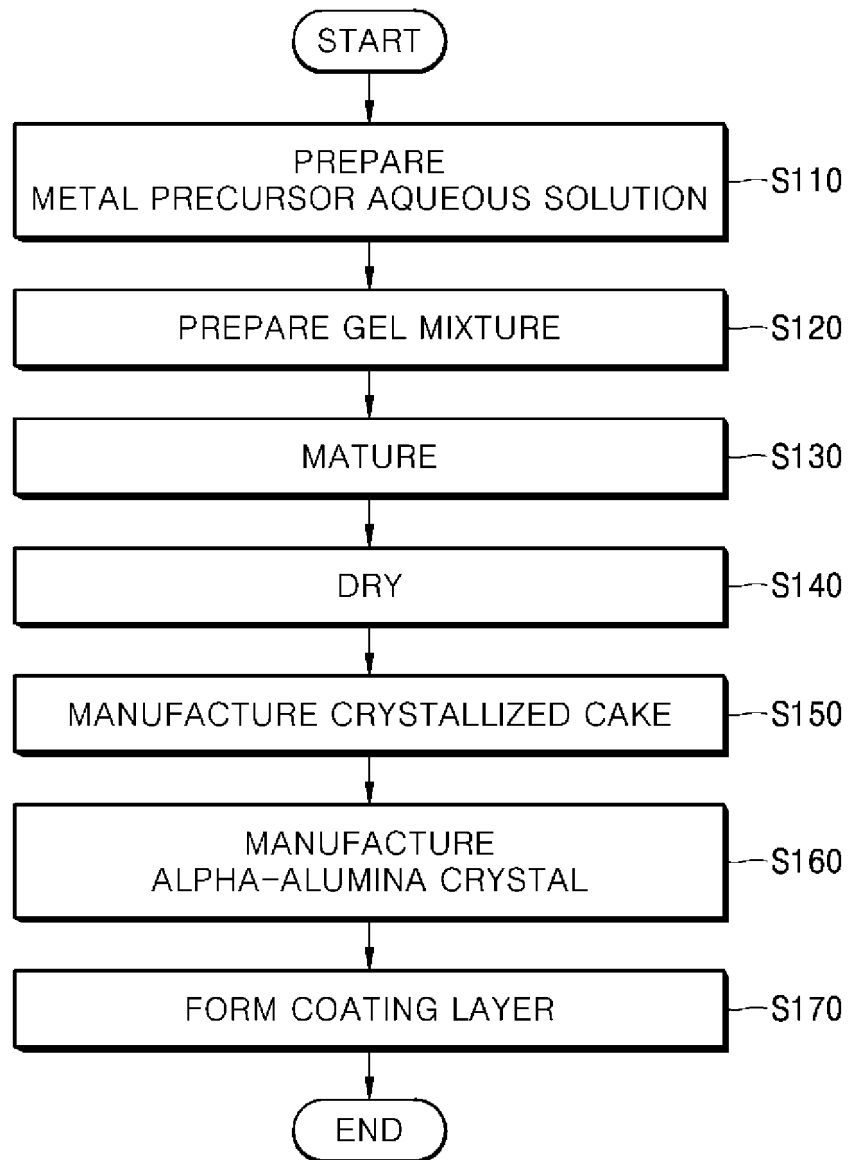 START
PREPARE
METAL PRECURSOR AQUEOUS SOLUTION
S110
PREPARE GEL MIXTURE
S120
MATURE
S130
DRY
S140
MANUFACTURE CRYSTALLIZED CAKE
S150
MANUFACTURE
ALPHA-ALUMINA CRYSTAL
S160
FORM COATING LAYER
S170
END